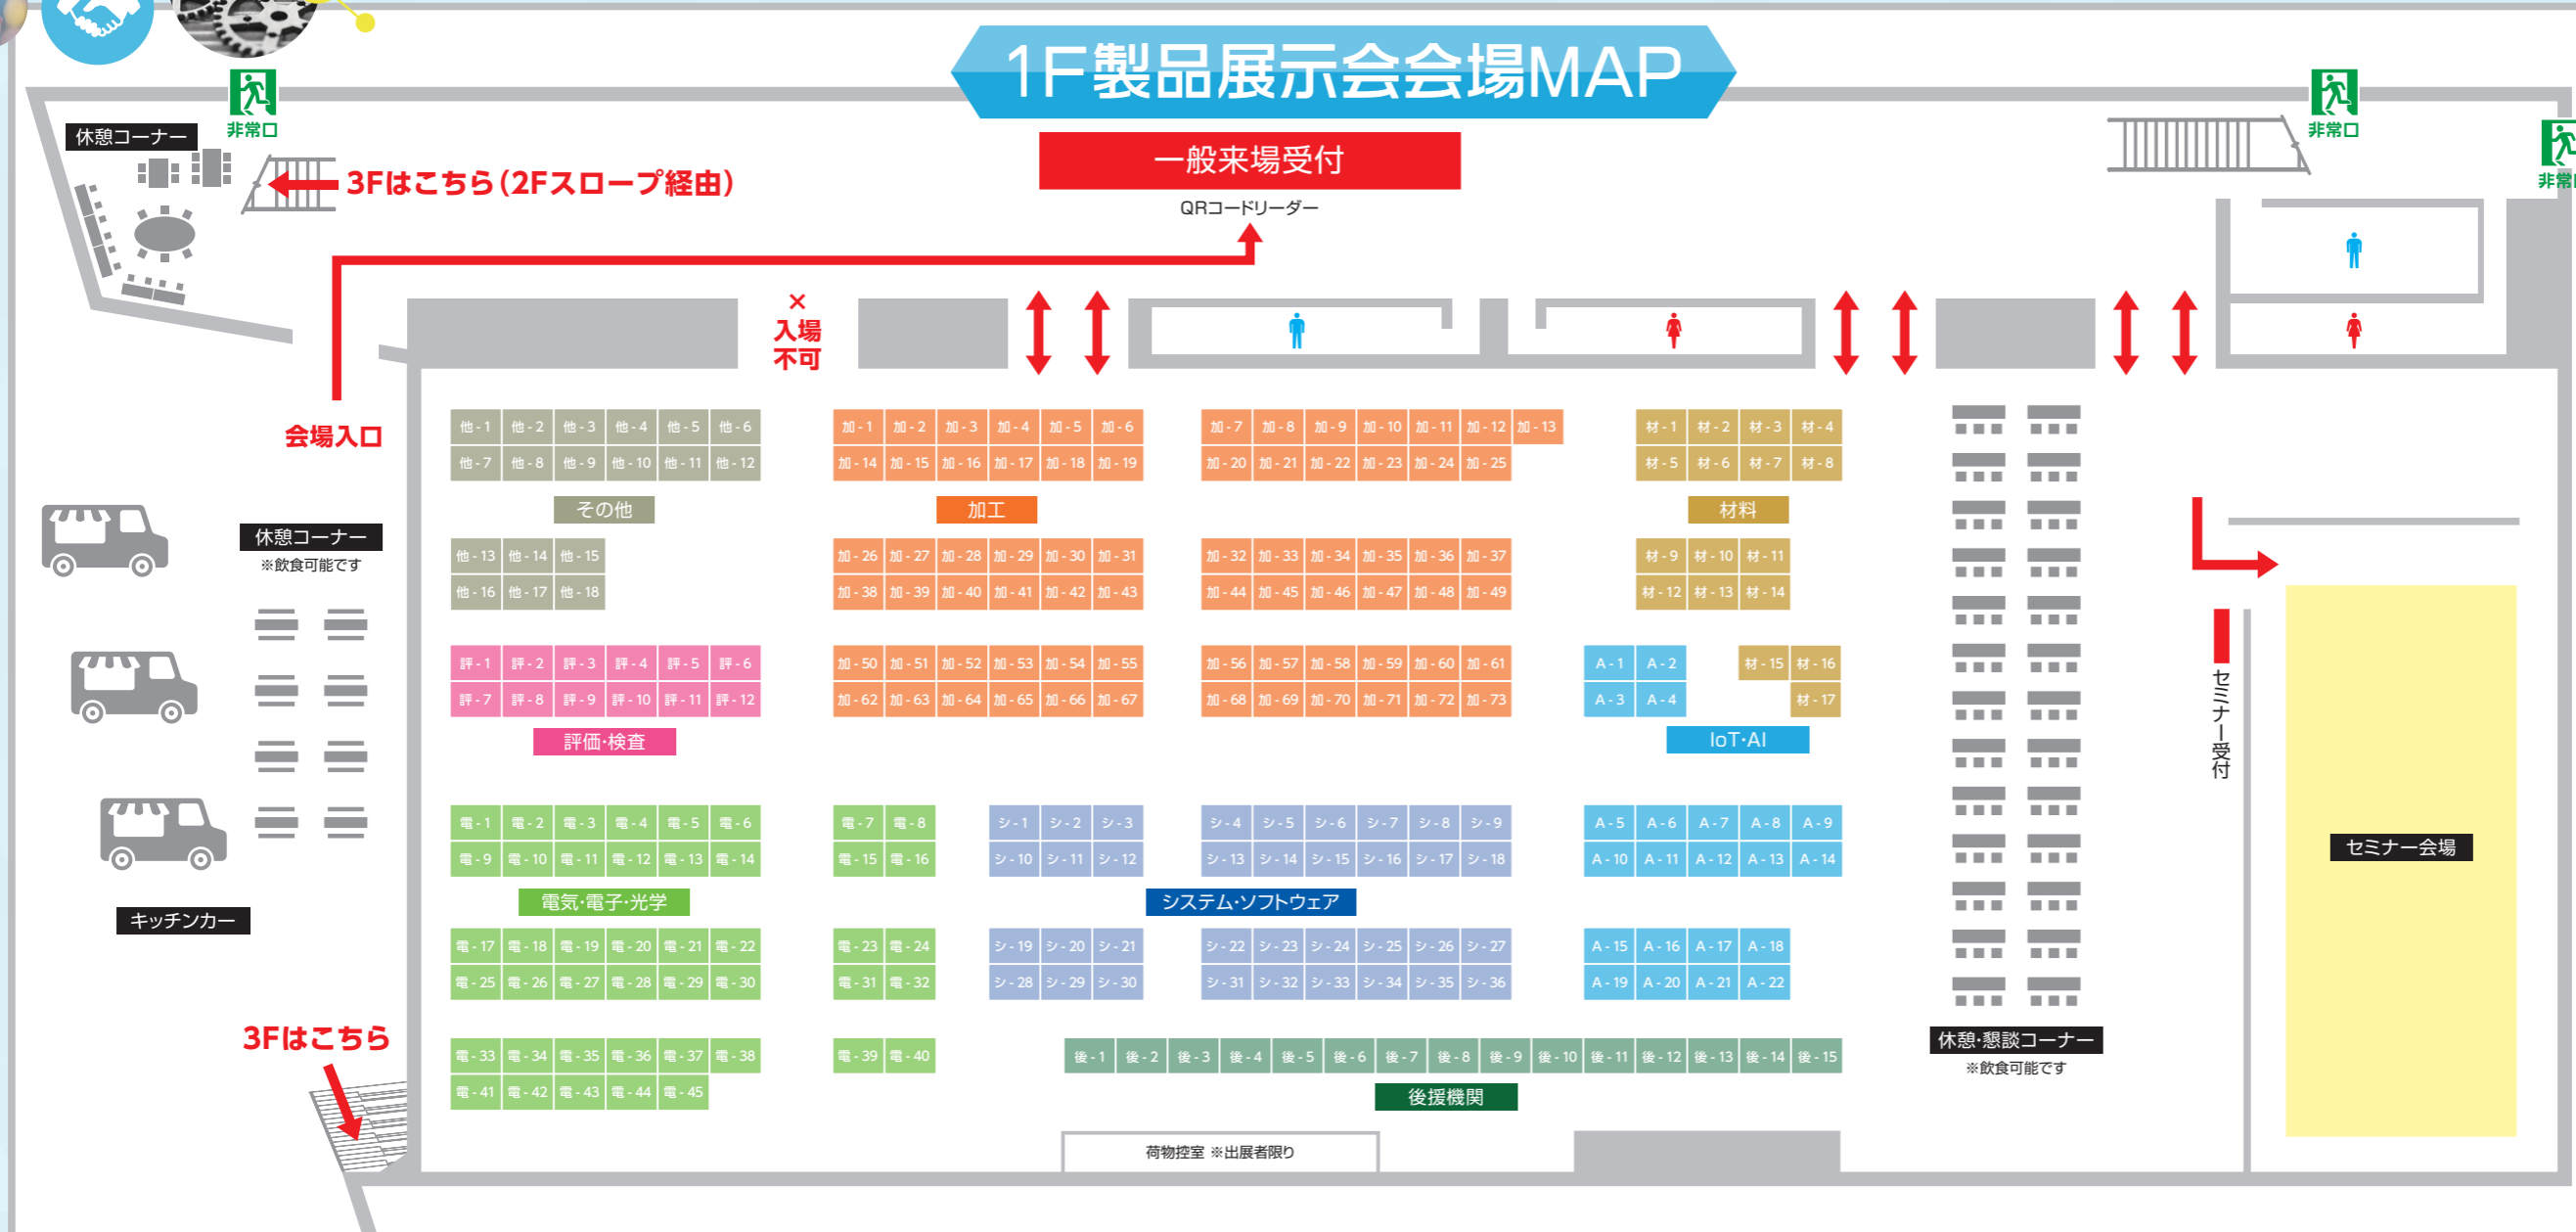 1F製品展示会会場MAP
非常口
非常口
非常
休憩コーナー
3Fはこちら(2Fスロープ経由)
一般来場受付
QRコードリーダー
×
入場
不可
会場入口
他-1 他-2 他-3 他-4 他-5 他-6
他-7 他-8 他-9 他-10 他-11 他-12
その他
他-13 他-14 他-15
他-16 他-17 他-18
加-1 加-2 加-3 加-4 加-5 加-6
加-14 加-15 加-16 加-17 加-18 加-19
加-7 加-8 加-9 加-10 加-11 加-12 加-13
加-20 加-21 加-22 加-23 加-24 加-25
加工
加-26 加-27 加-28 加-29 加-30 加-31
加-38 加-39 加-40 加-41 加-42 加-43
加-32 加-33 加-34 加-35 加-36 加-37
加-44 加-45 加-46 加-47 加-48 加-49
加-50 加-51 加-52 加-53 加-54 加-55
加-62 加-63 加-64 加-65 加-66 加-67
加-56 加-57 加-58 加-59 加-60 加-61
加-68 加-69 加-70 加-71 加-72 加-73
材-1 材-2 材-3 材-4
材-5 材-6 材-7 材-8
材料
材-9 材-10 材-11
材-12 材-13 材-14
材-15 材-16
材-17
休憩コーナー
※飲食可能です
キッチンカー
評-1 評-2 評-3 評-4 評-5 評-6
評-7 評-8 評-9 評-10 評-11 評-12
評価・検査
A-1 A-2
A-3 A-4
IoT・AI
A-5 A-6 A-7 A-8 A-9
A-10 A-11 A-12 A-13 A-14
A-15 A-16 A-17 A-18
A-19 A-20 A-21 A-22
電-1 電-2 電-3 電-4 電-5 電-6
電-9 電-10 電-11 電-12 電-13 電-14
電-7 電-8
電-15 電-16
電気・電子・光学
電-17 電-18 電-19 電-20 電-21 電-22
電-25 電-26 電-27 電-28 電-29 電-30
電-23 電-24
電-31 電-32
電-33 電-34 電-35 電-36 電-37 電-38
電-41 電-42 電-43 電-44 電-45
電-39 電-40
シ-1 シ-2 シ-3
シ-10 シ-11 シ-12
シ-4 シ-5 シ-6 シ-7 シ-8 シ-9
シ-13 シ-14 シ-15 シ-16 シ-17 シ-18
システム・ソフトウェア
シ-19 シ-20 シ-21
シ-28 シ-29 シ-30
シ-22 シ-23 シ-24 シ-25 シ-26 シ-27
シ-31 シ-32 シ-33 シ-34 シ-35 シ-36
後-1 後-2 後-3 後-4 後-5 後-6 後-7 後-8 後-9 後-10 後-11 後-12 後-13 後-14 後-15
後援機関
3Fはこちら
荷物控室 ※出展者限り
休憩・懇談コーナー
※飲食可能です
セミナー受付
セミナー会場